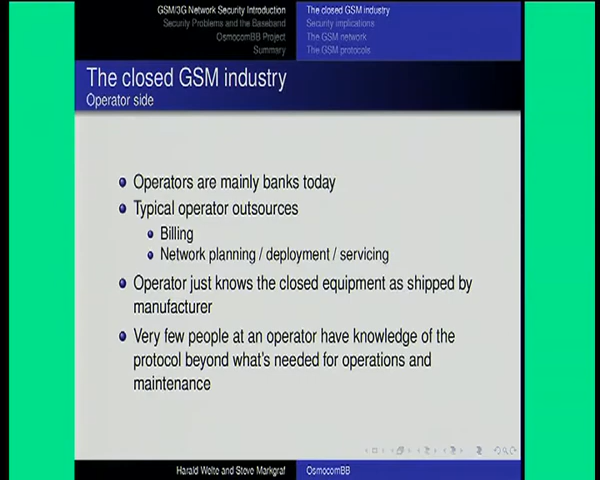 GSM/3G Network Security Introduction
Security Problems and the Baseband
OsmocomBB Project
Summary
The closed GSM industry
Security implications
The GSM network
The GSM protocols
The closed GSM industry
Operator side
Operators are mainly banks today
Typical operator outsources
Billing
Network planning / deployment / servicing
Operator just knows the closed equipment as shipped by
manufacturer
Very few people at an operator have knowledge of the
protocol beyond what's needed for operations and
maintenance
Harald Welte and Steve Markgraf
OsmocomBB